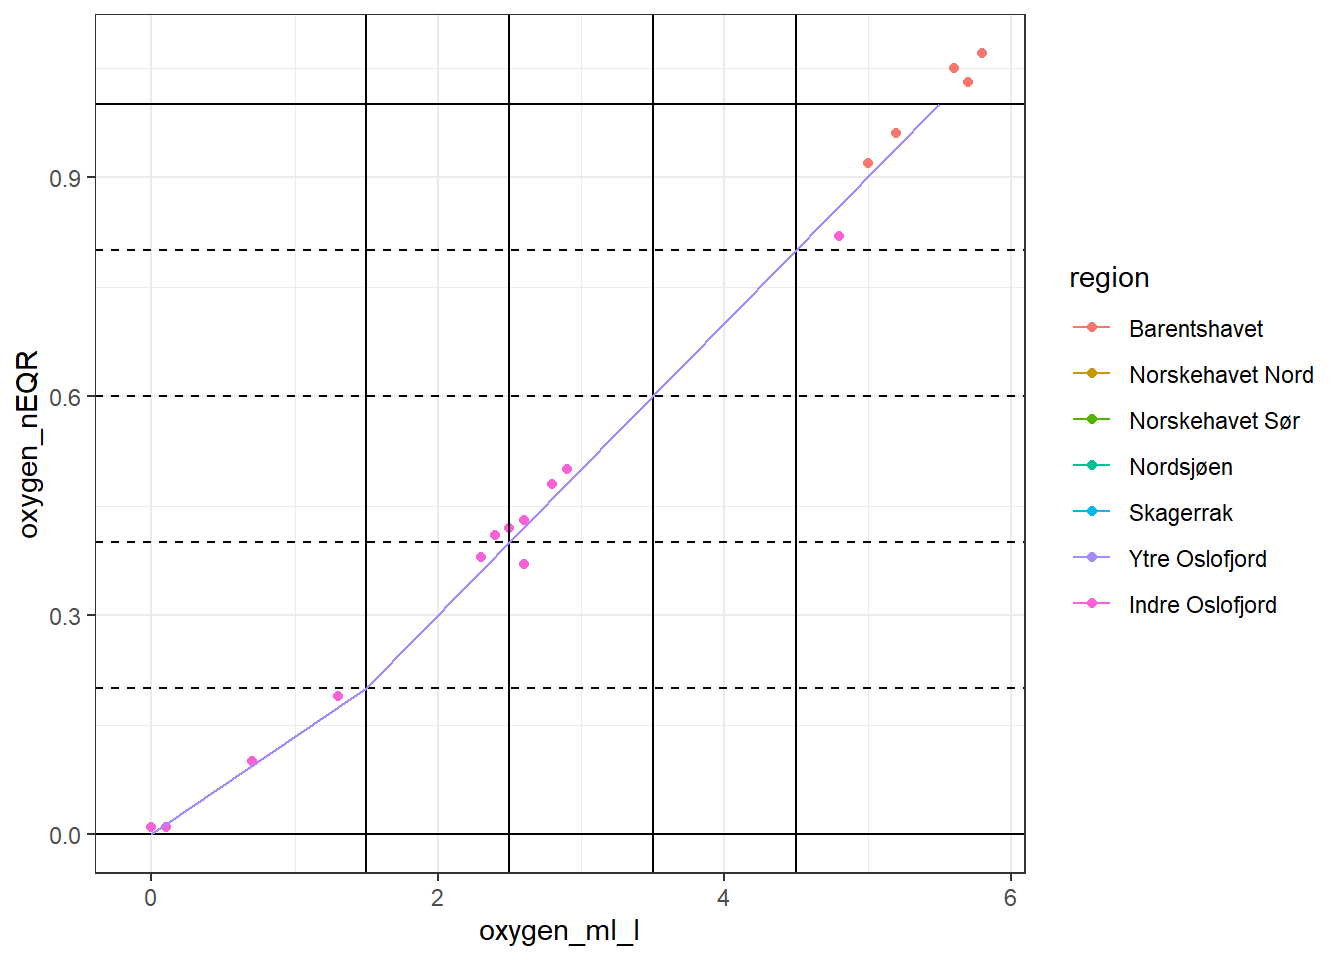 oxygen_nEQR
0.9
0.6
0.3
0.0
0
2
4
6
oxygen_ml_l
region
Barentshavet
Norskehavet Nord
Norskehavet Sør
Nordsjøen
Skagerrak
Ytre Oslofjord
Indre Oslofjord